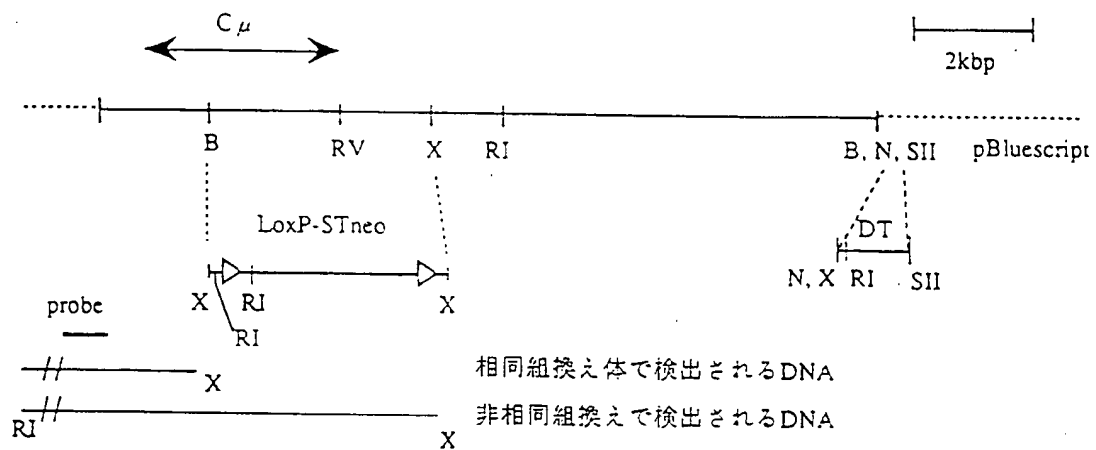 Cμ
2kbp
B RV X RI B, N, SII pBluescript
LoxP-STneo
DT
N, X RI SII
X RI X
probe
RI
X 相同組換え体で検出されるDNA
RI X 非相同組換えで検出されるDNA